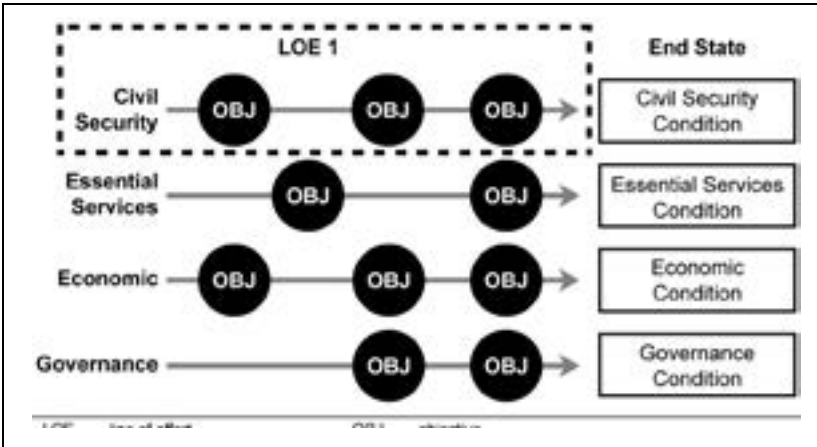 LOE 1
End State
Civil
Security
OBJ
OBJ
OBJ
Civil Security
Condition
Essential
Services
OBJ
OBJ
Essential Services
Condition
Economic
OBJ
OBJ
OBJ
Economic
Condition
Governance
OBJ
OBJ
Governance
Condition